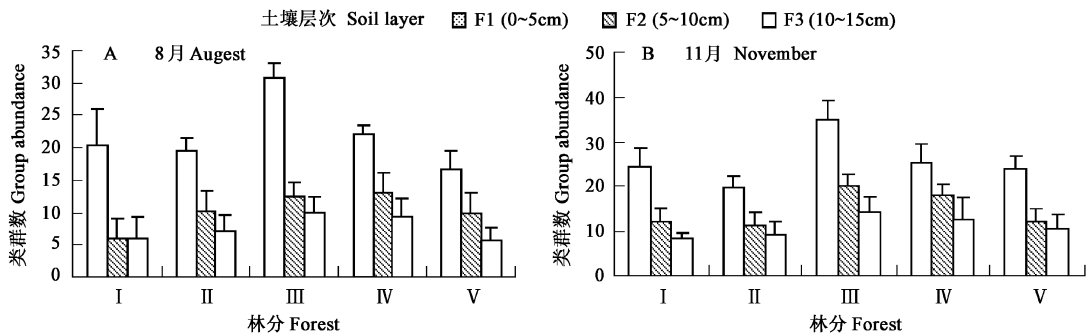 土壤层次 Soil layer F1 (0~5cm) F2 (5~10cm) F3 (10~15cm)
A 8月 Augest
类群数 Group abundance
35
30
25
20
15
10
5
0
I II III IV V
林分 Forest
B 11月 November
类群数 Group abundance
50
40
30
20
10
0
I II III IV V
林分 Forest